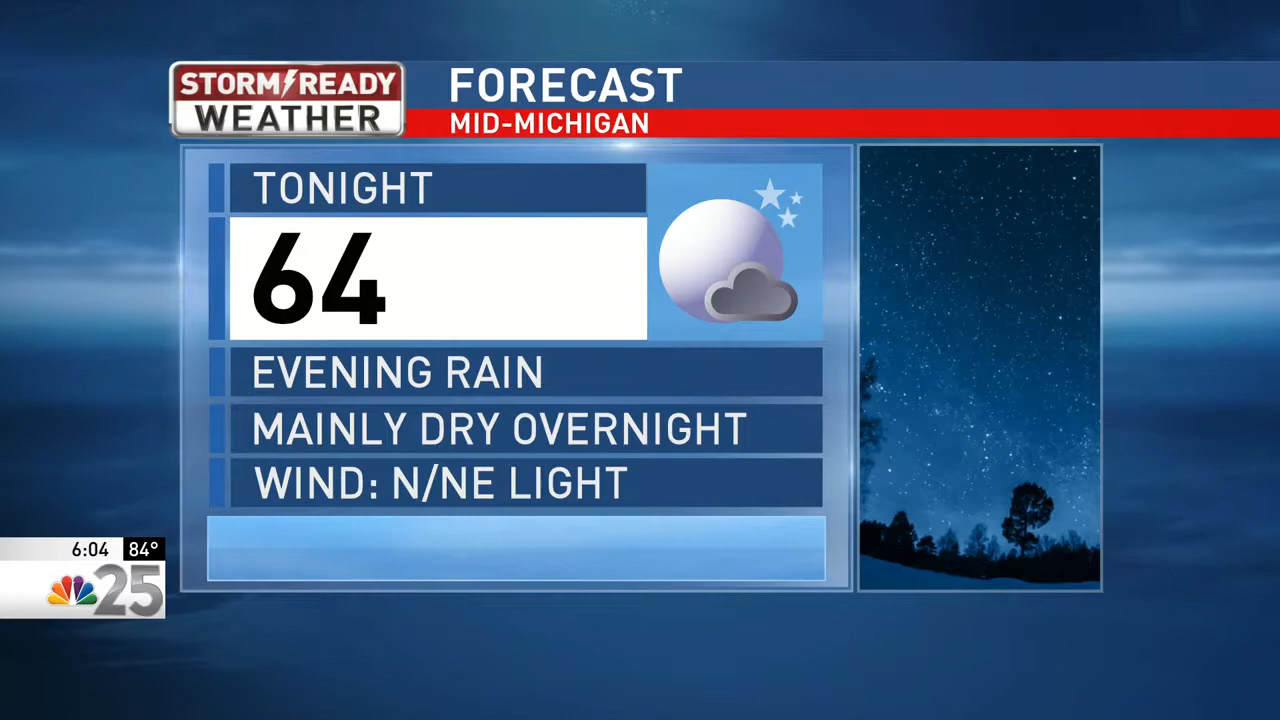 STORM READY
WEATHER
FORECAST
MID-MICHIGAN
TONIGHT
64
EVENING RAIN
MAINLY DRY OVERNIGHT
WIND: N/NE LIGHT
6:04 84°
25